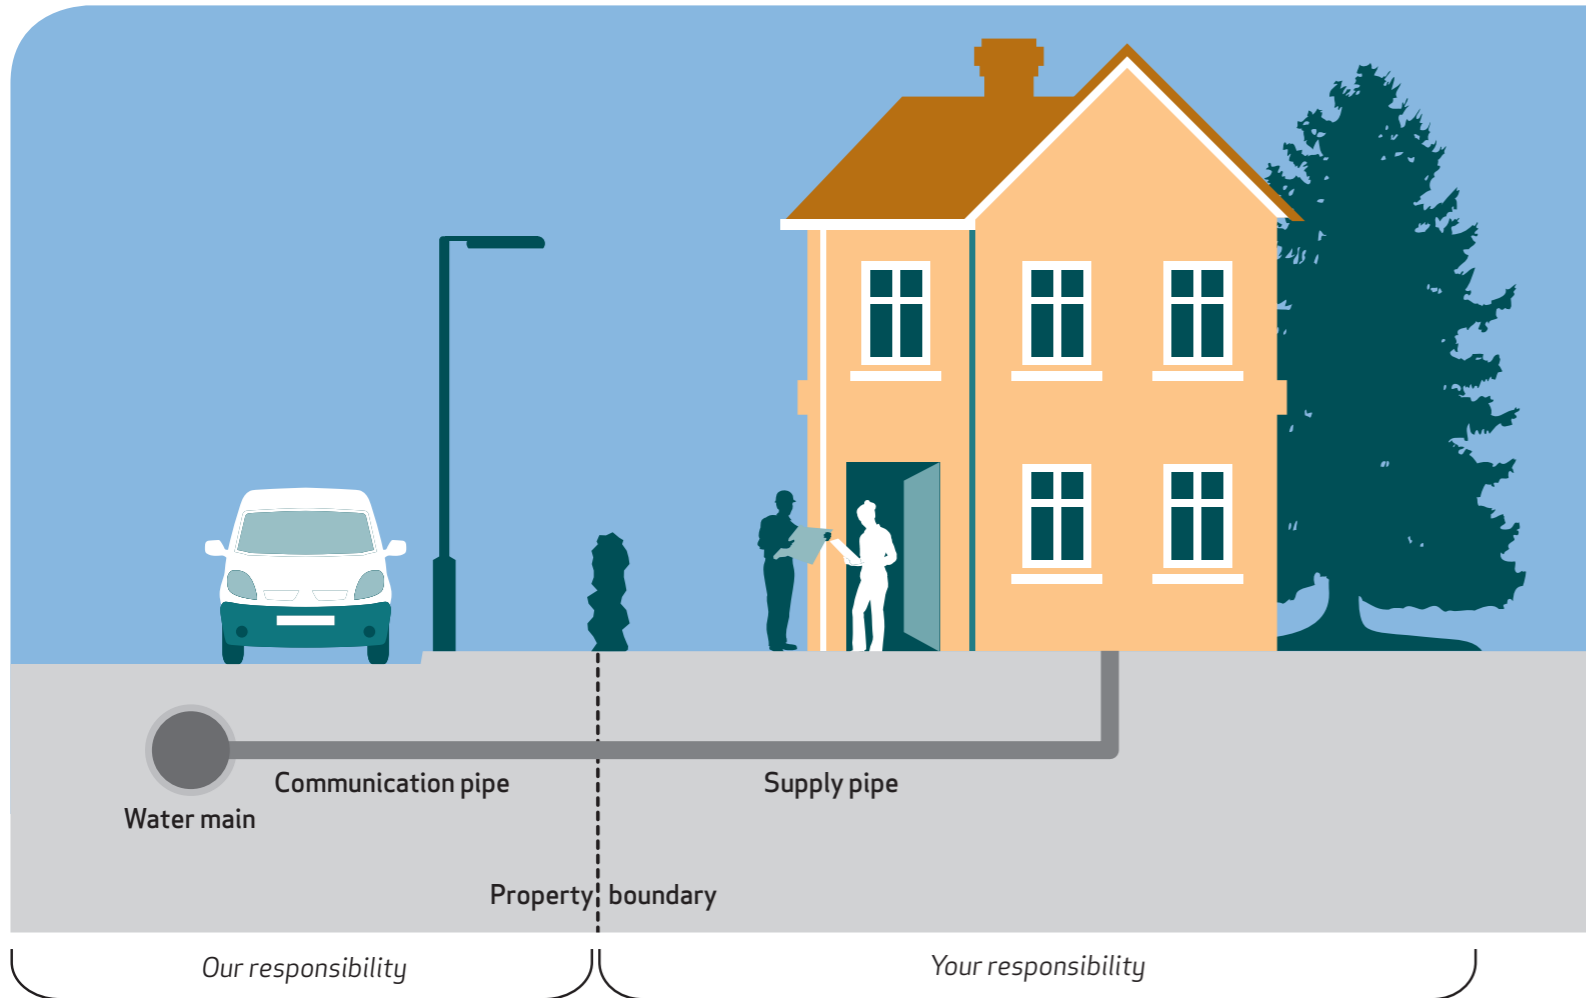 Communication pipe
Supply pipe
Water main
Property boundary
Our responsibility
Your responsibility